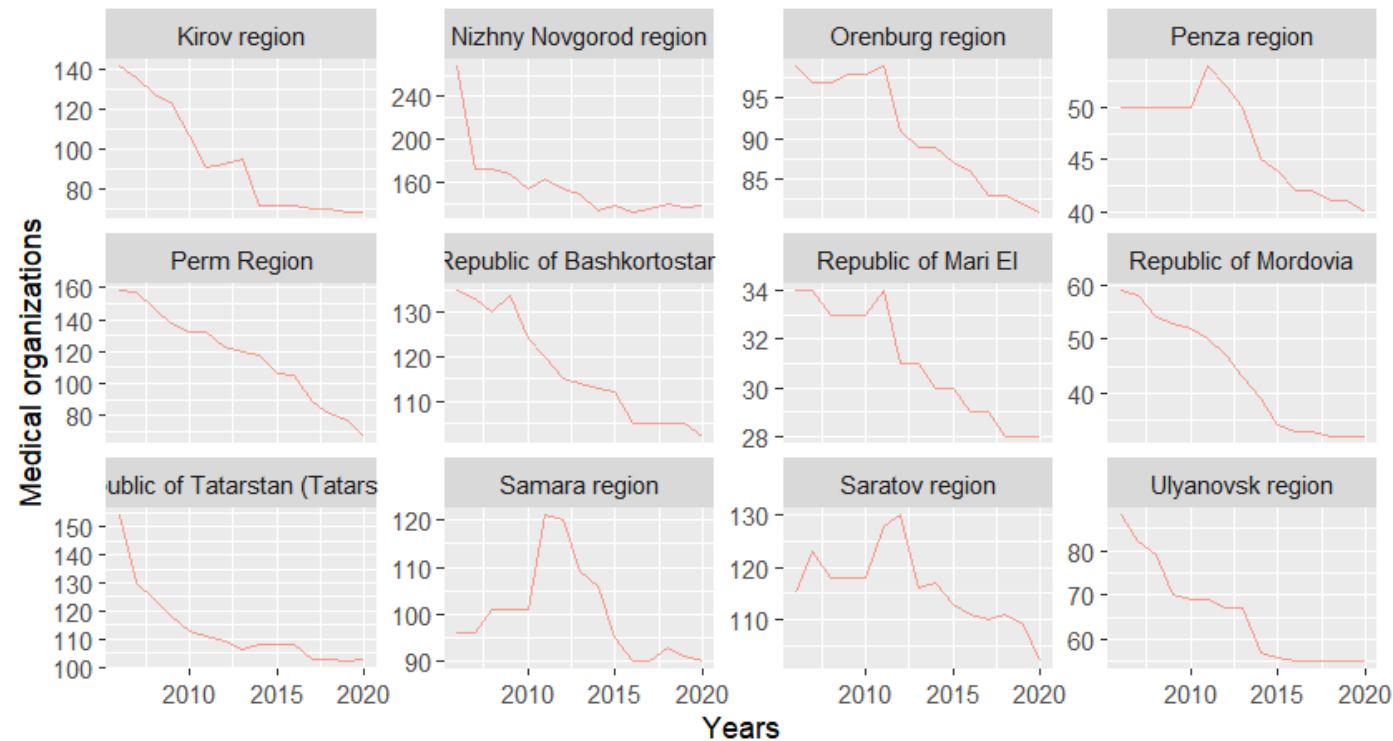 Kirov region
Nizhny Novgorod region
Orenburg region
Penza region
140
120
100
80
240
200
160
95
90
85
50
45
40
Perm Region
Republic of Bashkortostar
Republic of Mari El
Republic of Mordovia
160
140
120
100
80
130
120
110
34
32
30
28
60
50
40
ublic of Tatarstan (Tatars
Samara region
Saratov region
Ulyanovsk region
150
140
130
120
110
100
120
110
100
90
130
120
110
80
70
60
2010 2015 2020
2010 2015 2020
2010 2015 2020
2010 2015 2020
Medical organizations
Years